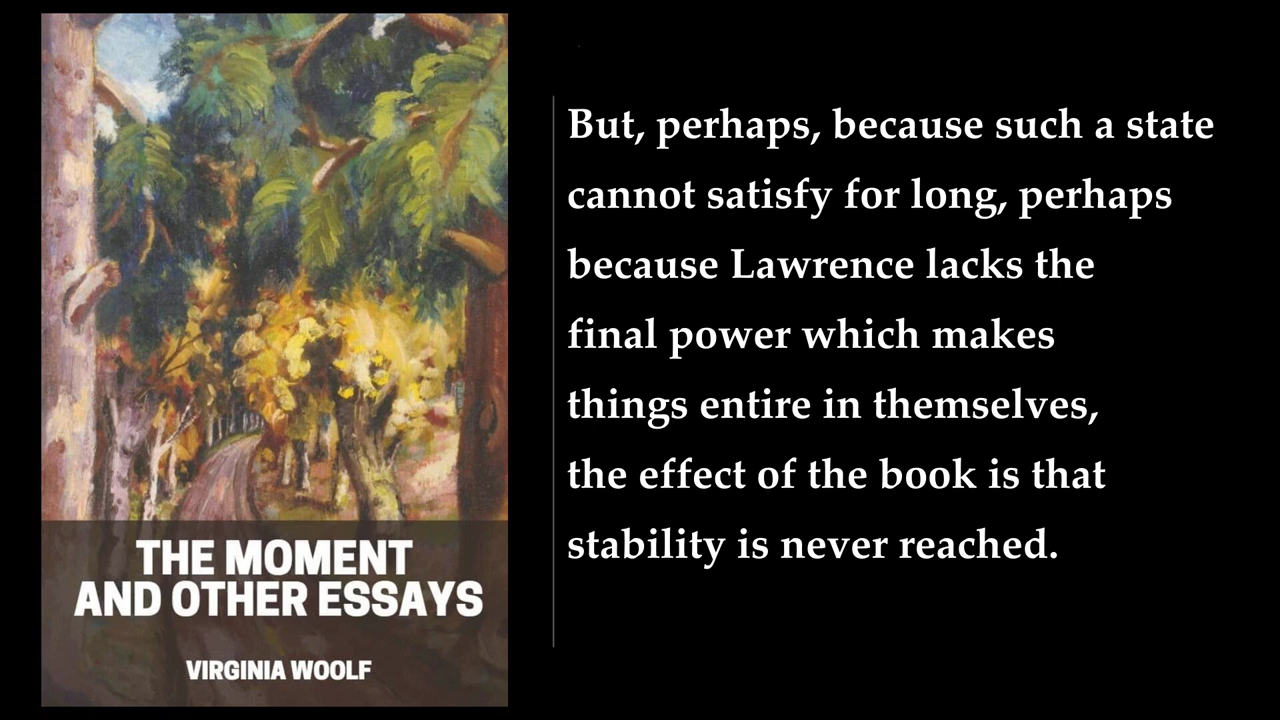 THE MOMENT
AND OTHER ESSAYS
VIRGINIA WOOLF
But, perhaps, because such a state
cannot satisfy for long, perhaps
because Lawrence lacks the
final power which makes
things entire in themselves,
the effect of the book is that
stability is never reached.